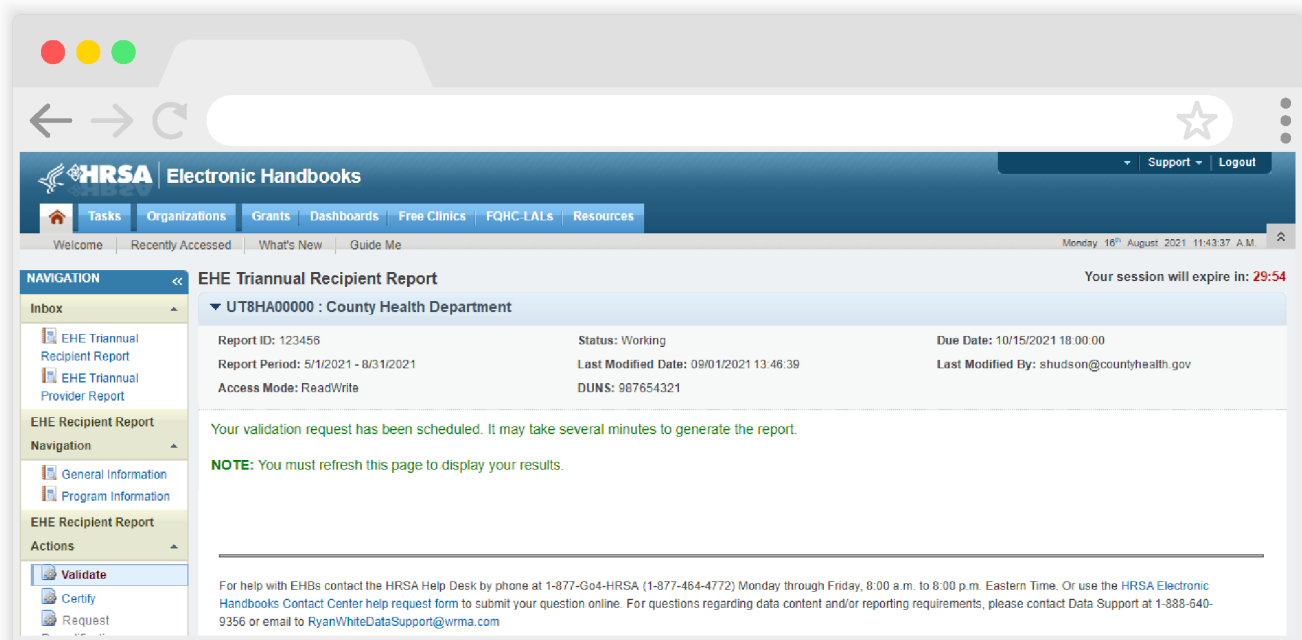 HRSA Electronic Handbooks
Support Logout
Tasks Organizations Grants Dashboards Free Clinics FQHC-LALs Resources
Welcome Recently Accessed What's New Guide Me
Monday 16th August 2021 11:43:37 A.M.
NAVIGATION
EHE Triannual Recipient Report
Your session will expire in: 29:54
Inbox
UT8HA00000 : County Health Department
EHE Triannual
Recipient Report
EHE Triannual
Provider Report
Report ID: 123456
Status: Working
Due Date: 10/15/2021 18:00:00
Report Period: 5/1/2021 - 8/31/2021
Last Modified Date: 09/01/2021 13:46:39
Last Modified By: shudson@countyhealth.gov
Access Mode: ReadWrite
DUNS: 987654321
EHE Recipient Report
Navigation
General Information
Program Information
Your validation request has been scheduled. It may take several minutes to generate the report.
NOTE: You must refresh this page to display your results.
EHE Recipient Report
Actions
Validate
Certify
Request
For help with EHBs contact the HRSA Help Desk by phone at 1-877-Go4-HRSA (1-877-464-4772) Monday through Friday, 8:00 a.m. to 8:00 p.m. Eastern Time. Or use the HRSA Electronic
Handbooks Contact Center help request form to submit your question online. For questions regarding data content and/or reporting requirements, please contact Data Support at 1-888-640-
9356 or email to RyanWhiteDataSupport@wrma.com